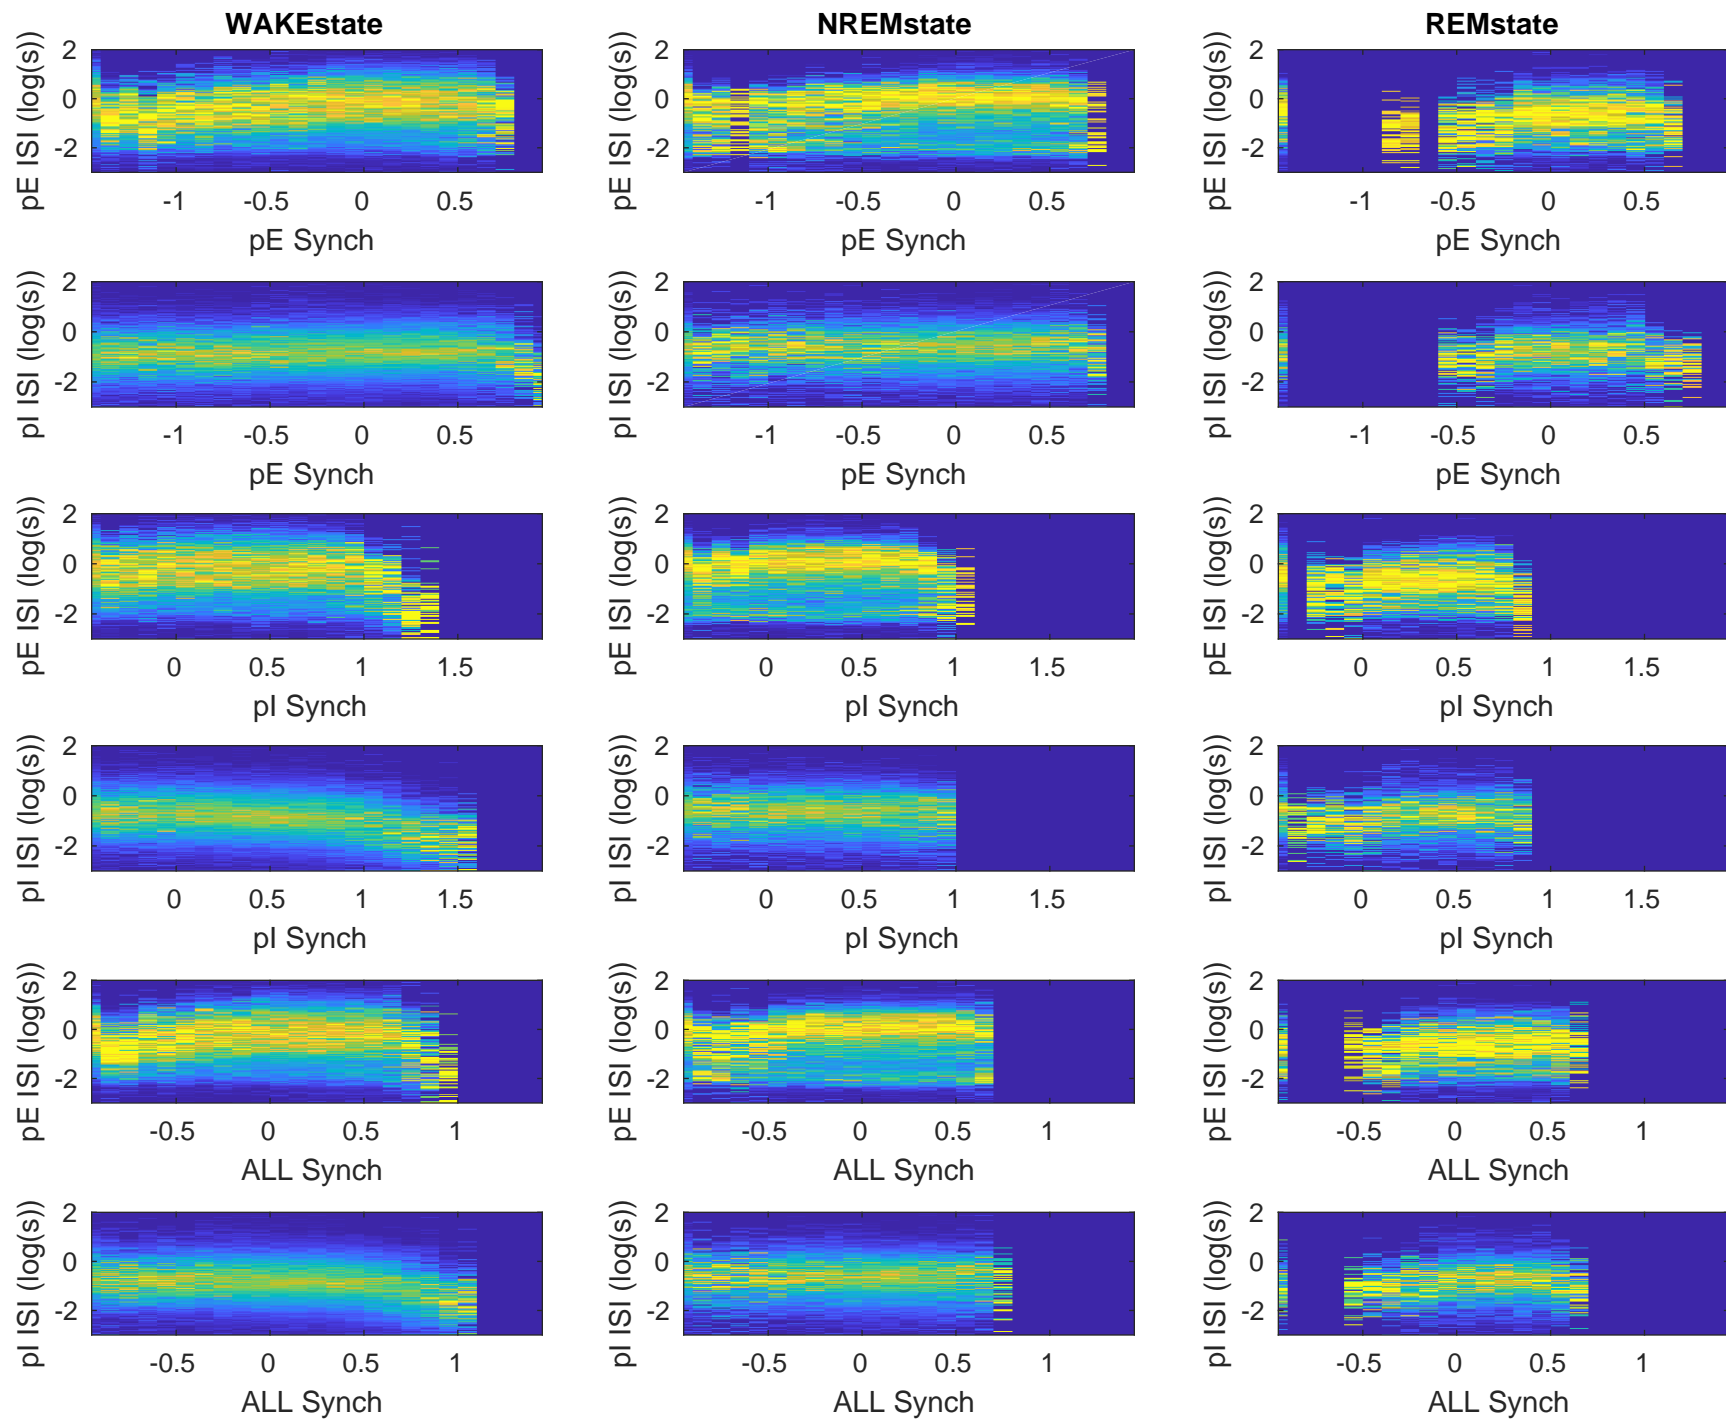 WAKEstate NREMstate REMstate
pE ISI (log(s)) 2 0 -2 pE ISI (log(s)) 2 0 -2 pE ISI (log(s)) 2 0 -2
-1 -0.5 0 0.5 -1 -0.5 0 0.5 -1 -0.5 0 0.5
pE Synch pE Synch pE Synch
pI ISI (log(s)) 2 0 -2 pI ISI (log(s)) 2 0 -2 pI ISI (log(s)) 2 0 -2
-1 -0.5 0 0.5 -1 -0.5 0 0.5 -1 -0.5 0 0.5
pE Synch pE Synch pE Synch
pE ISI (log(s)) 2 0 -2 pE ISI (log(s)) 2 0 -2 pE ISI (log(s)) 2 0 -2
0 0.5 1 1.5 0 0.5 1 1.5 0 0.5 1 1.5
pI Synch pI Synch pI Synch
pI ISI (log(s)) 2 0 -2 pI ISI (log(s)) 2 0 -2 pI ISI (log(s)) 2 0 -2
0 0.5 1 1.5 0 0.5 1 1.5 0 0.5 1 1.5
pI Synch pI Synch pI Synch
pE ISI (log(s)) 2 0 -2 pE ISI (log(s)) 2 0 -2 pE ISI (log(s)) 2 0 -2
-0.5 0 0.5 1 -0.5 0 0.5 1 -0.5 0 0.5 1
ALL Synch ALL Synch ALL Synch
pI ISI (log(s)) 2 0 -2 pI ISI (log(s)) 2 0 -2 pI ISI (log(s)) 2 0 -2
-0.5 0 0.5 1 -0.5 0 0.5 1 -0.5 0 0.5 1
ALL Synch ALL Synch ALL Synch